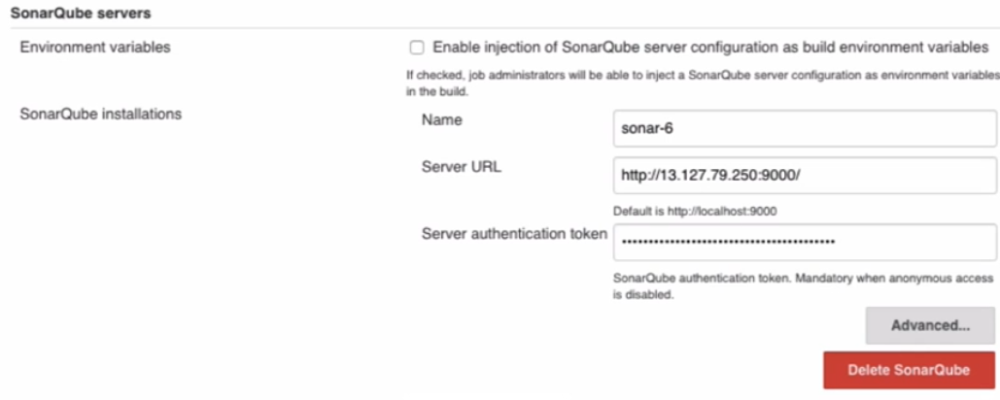 SonarQube servers
Environment variables
Enable injection of SonarQube server configuration as build environment variables
If checked, job administrators will be able to inject a SonarQube server configuration as environment variables
in the build.
SonarQube installations
Name
sonar-6
Server URL
http://13.127.79.250:9000/
Default is http://localhost:9000
Server authentication token
SonarQube authentication token. Mandatory when anonymous access
is disabled.
Advanced...
Delete SonarQube